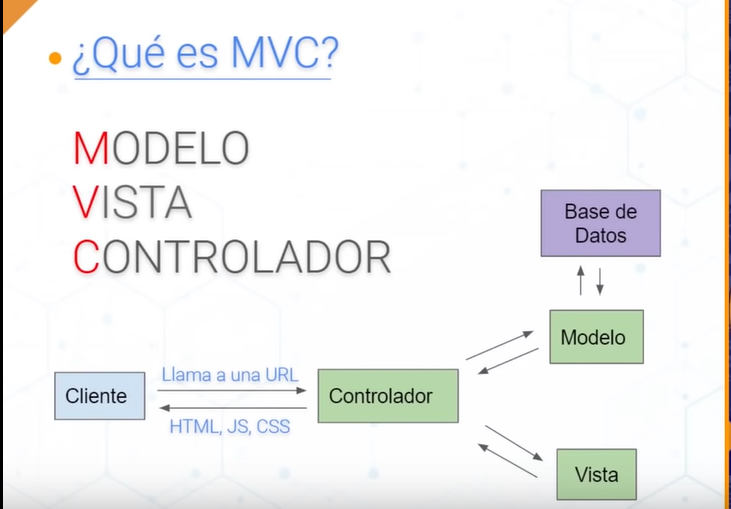 ¿Qué es MVC?
MODELO
VISTA
CONTROLADOR
Base de
Datos
Modelo
Llama a una URL
Cliente
Controlador
HTML, JS, CSS
Vista